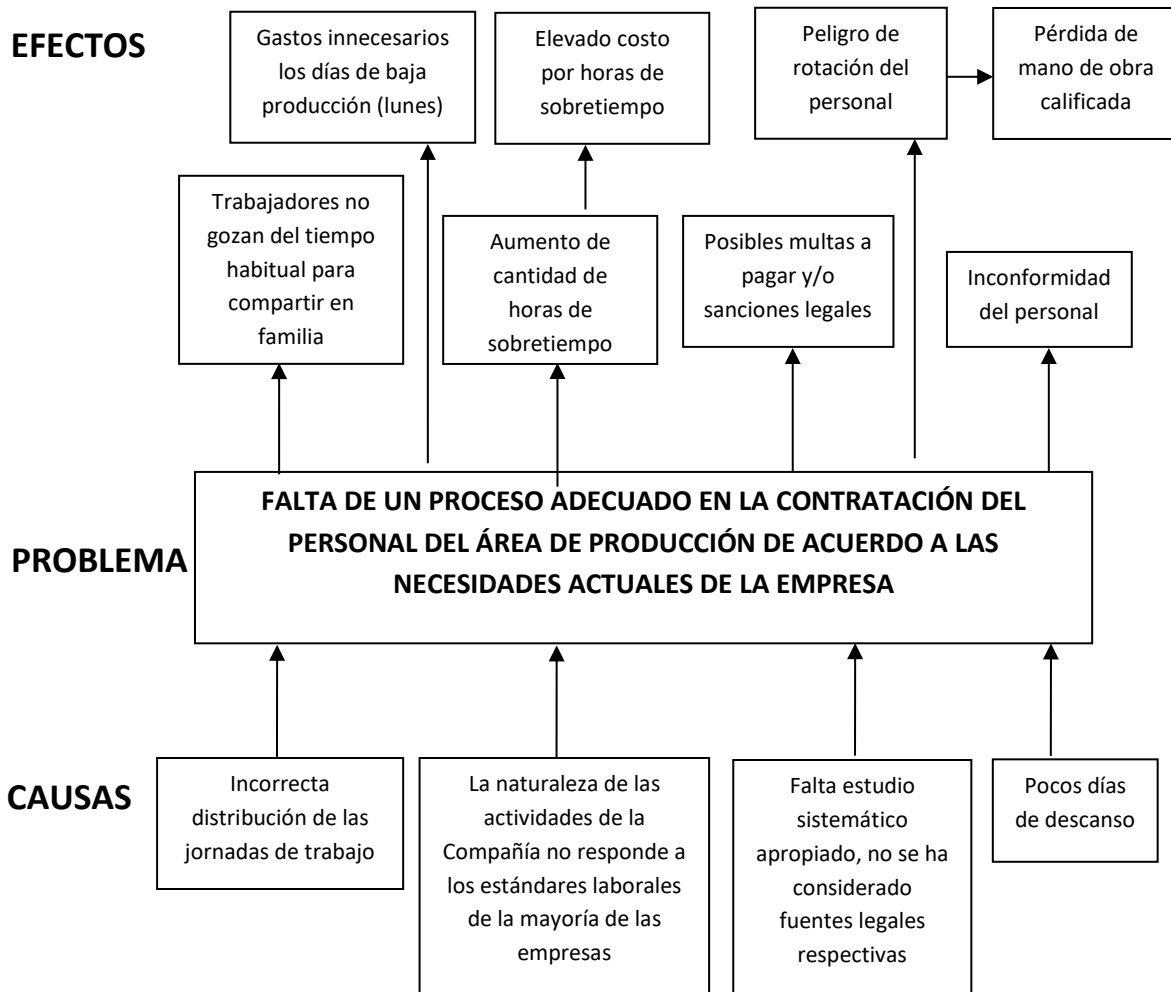 EFECTOS
Gastos innecesarios
los días de baja
producción (lunes)
Elevado costo
por horas de
sobretiempo
Peligro de
rotación del
personal
Pérdida de
mano de obra
calificada
Trabajadores no
gozan del tiempo
habitual para
compartir en
familia
Aumento de
cantidad de
horas de
sobretiempo
Posibles multas a
pagar y/o
sanciones legales
Inconformidad
del personal
PROBLEMA
FALTA DE UN PROCESO ADECUADO EN LA CONTRATACIÓN DEL
PERSONAL DEL ÁREA DE PRODUCCIÓN DE ACUERDO A LAS
NECESIDADES ACTUALES DE LA EMPRESA
CAUSAS
Incorrecta
distribución de las
jornadas de trabajo
La naturaleza de las
actividades de la
Compañía no responde a
los estándares laborales
de la mayoría de las
empresas
Falta estudio
sistemático
apropiado, no se ha
considerado
fuentes legales
respectivas
Pocos días
de descanso